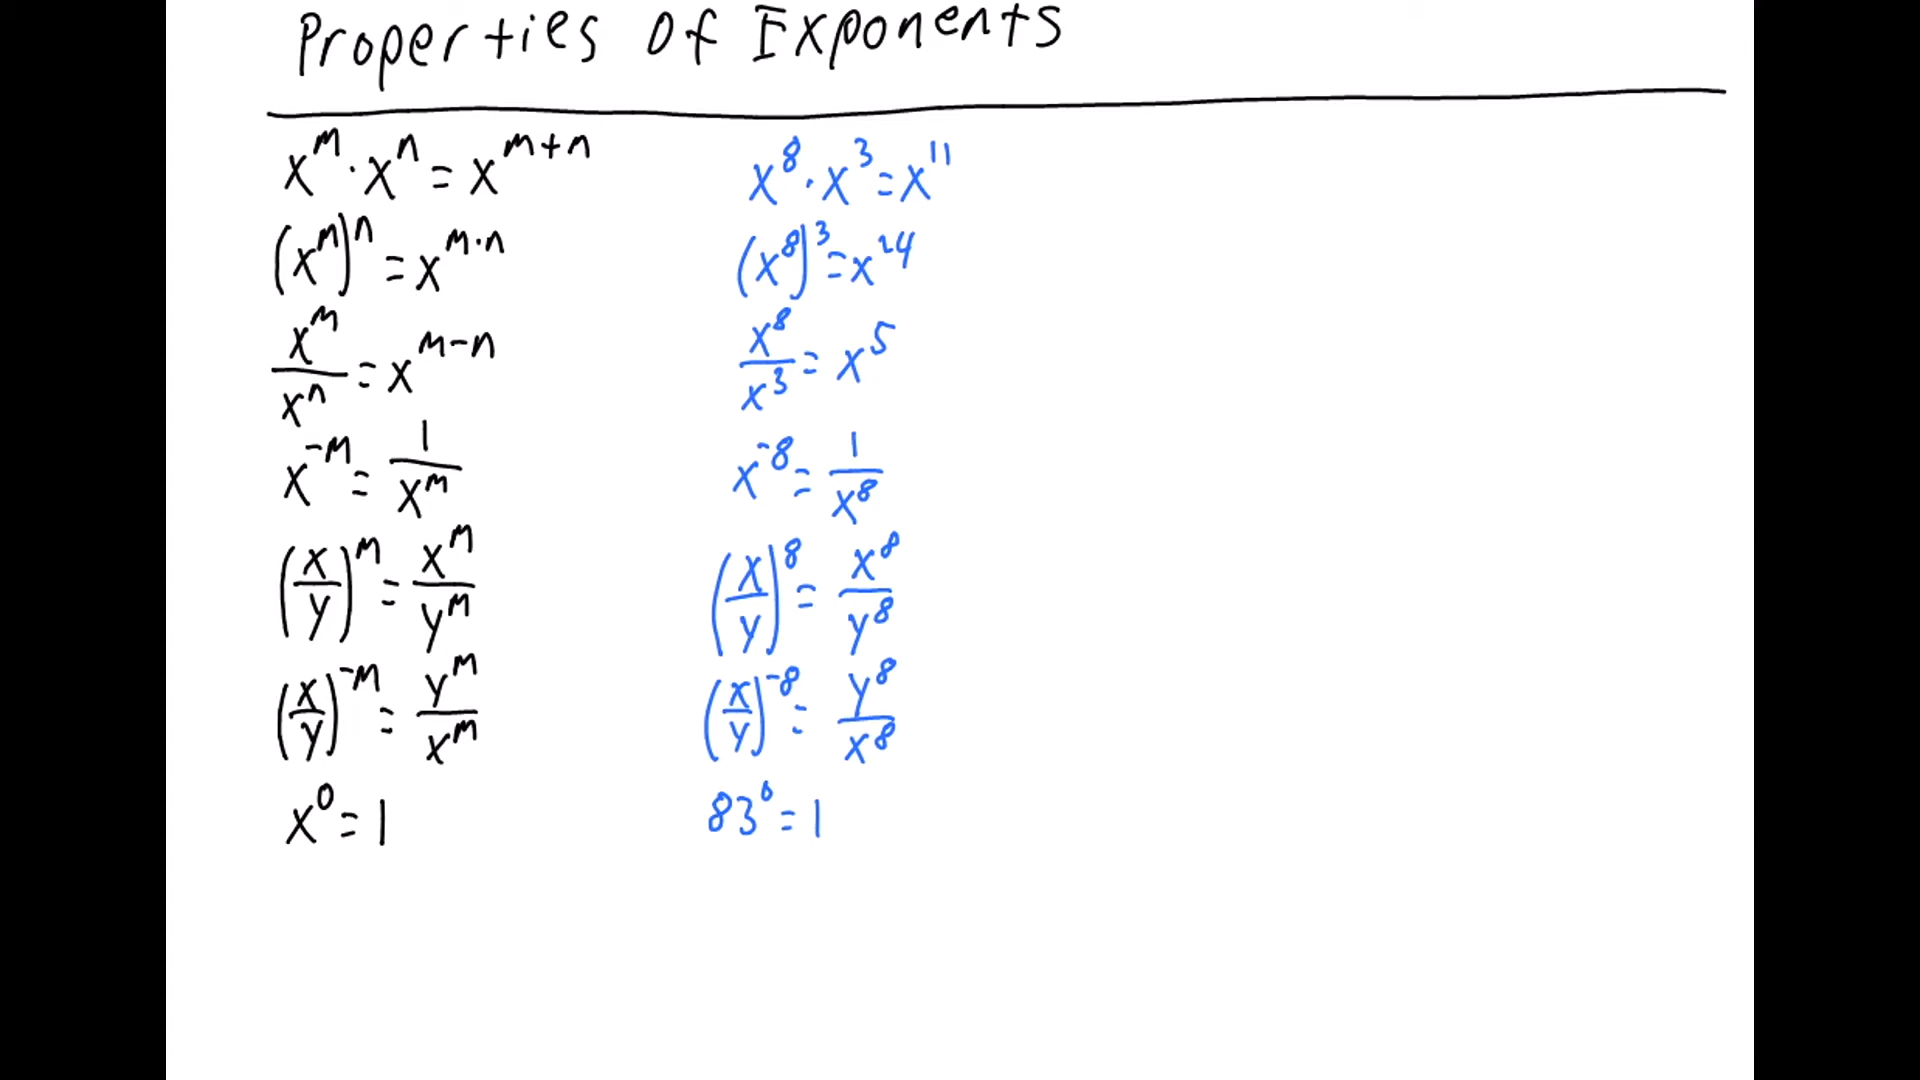 Properties of Exponents
x^m · x^n = x^(m+n) x^8 · x^3 = x^11
(x^m)^n = x^(m·n) (x^8)^3 = x^24
x^m/x^n = x^(m-n) x^8/x^3 = x^5
x^-m = 1/x^m x^-8 = 1/x^8
(x/y)^m = x^m/y^m (x/y)^8 = x^8/y^8
(x/y)^-m = y^m/x^m (x/y)^-8 = y^8/x^8
x^0 = 1 83^0 = 1